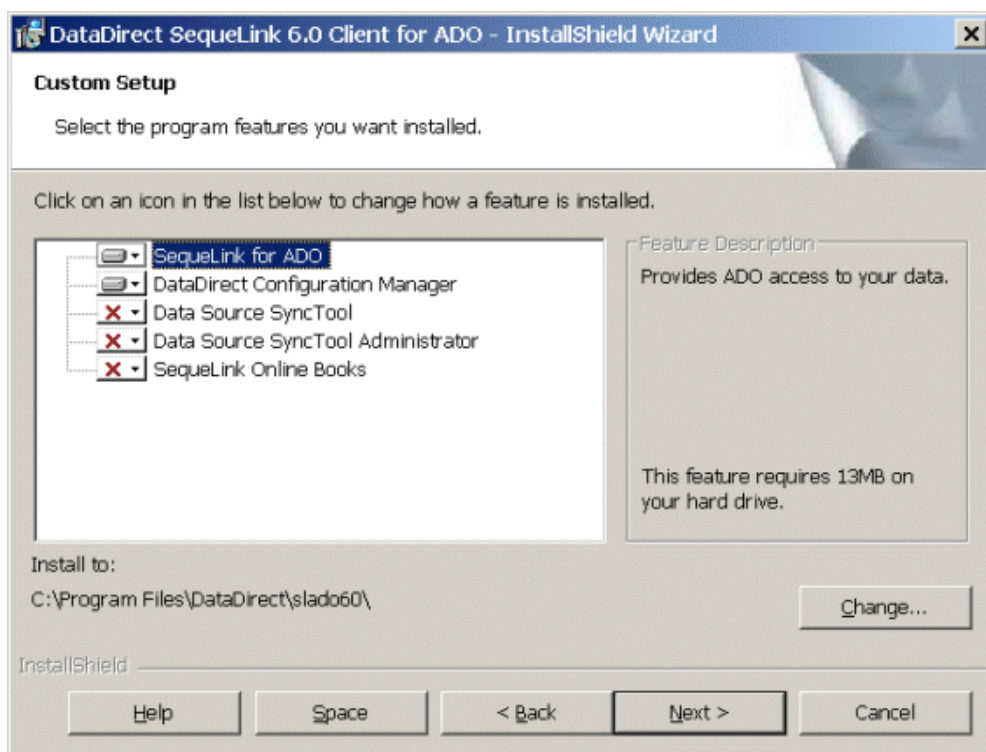 DataDirect SequeLink 6.0 Client for ADO - InstallShield Wizard
Custom Setup
Select the program features you want installed.
Click on an icon in the list below to change how a feature is installed.
SequeLink for ADO
DataDirect Configuration Manager
Data Source SyncTool
Data Source SyncTool Administrator
SequeLink Online Books
Feature Description
Provides ADO access to your data.
This feature requires 13MB on
your hard drive.
Install to:
C:\Program Files\DataDirect\slado60\
Change...
InstallShield
Help
Space
< Back
Next >
Cancel